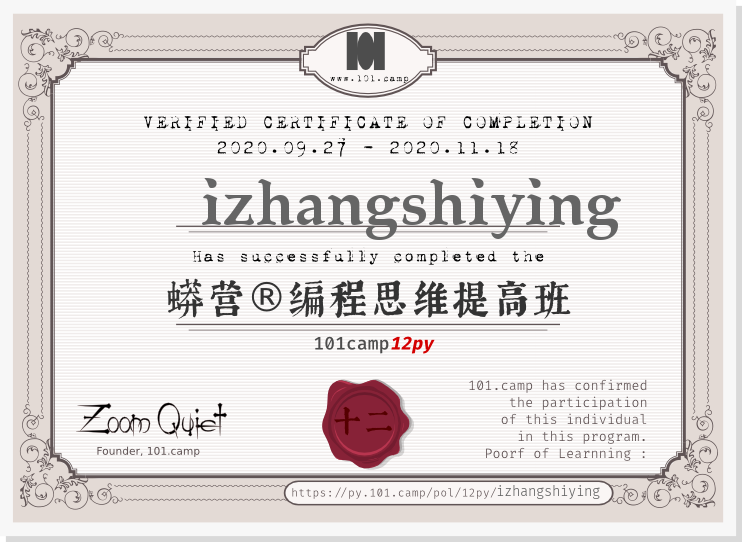 101
www.101.camp
VERIFIED CERTIFICATE OF COMPLETION
2020.09.27 - 2020.11.18
izhangshiying
Has successfully completed the
蟒营®编程思维提高班
101camp12py
101.camp has confirmed
the participation
of this individual
in this program.
Poorf of Learnning :
Zoom Quiet
Founder, 101.camp
十二
https://py.101.camp/pol/12py/izhangshiying